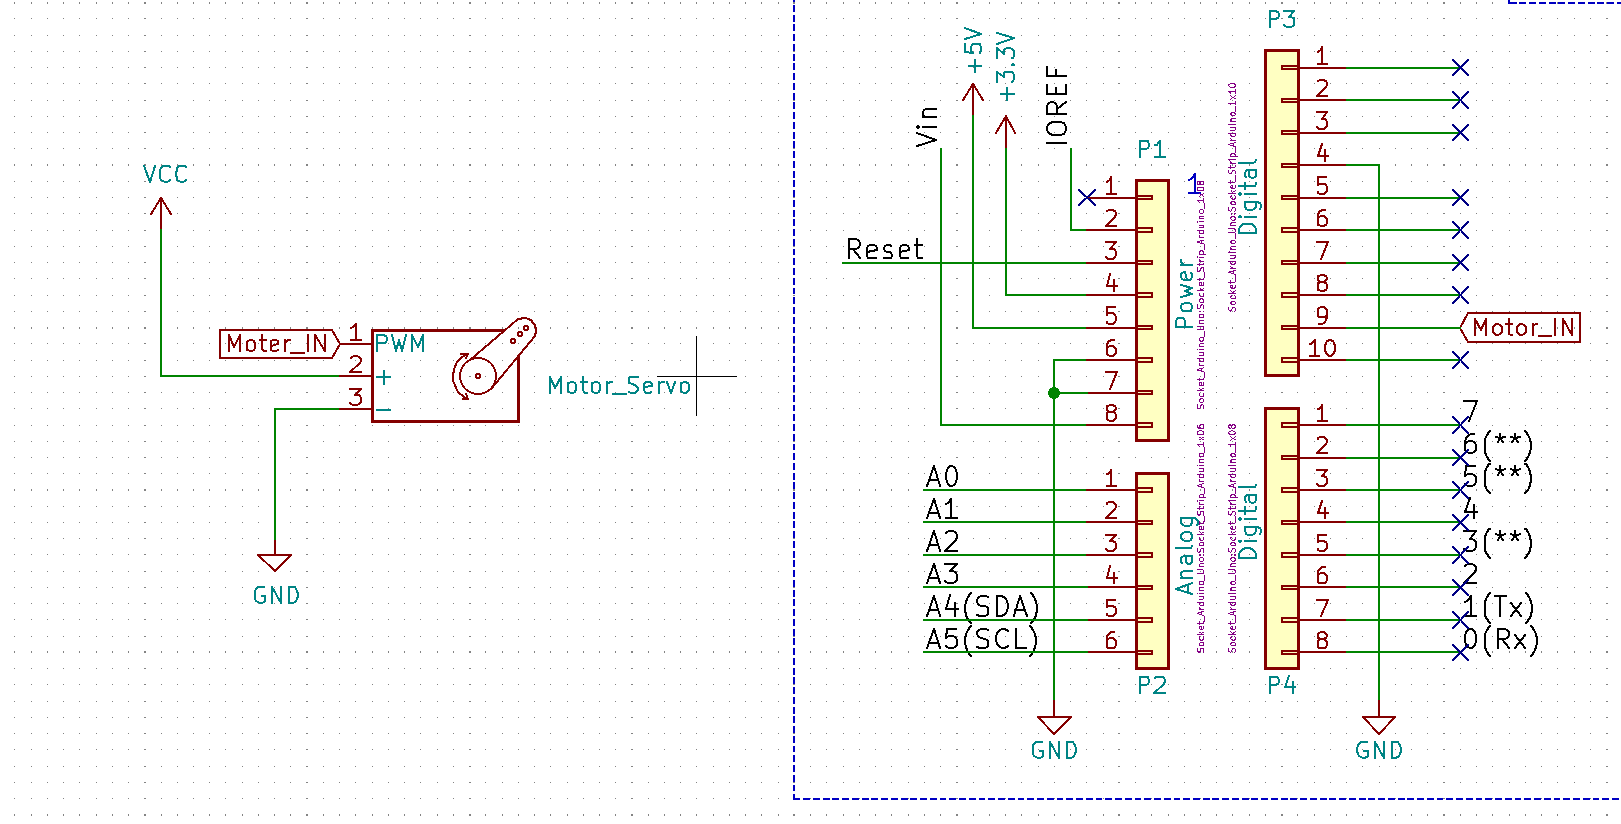 VCC
Moter_IN
1
PWM
2
+
3
−
Motor_Servo
GND
+5V
+3.3V
Vin
IOREF
Reset
P1
1
2
3
4
5
6
7
8
1
Power
Socket_Arduino_Uno:Socket_Strip_Arduino_1x08
A0
A1
A2
A3
A4(SDA)
A5(SCL)
1
2
3
4
5
6
Analog
Socket_Arduino_Uno:Socket_Strip_Arduino_1x06
P2
GND
P3
Socket_Arduino_Uno:Socket_Strip_Arduino_1x10
Digital
1
2
3
4
5
6
7
8
9
10
Motor_IN
Socket_Arduino_Uno:Socket_Strip_Arduino_1x08
Digital
1
2
3
4
5
6
7
8
7
6(**)
5(**)
4
3(**)
2
1(Tx)
0(Rx)
P4
GND